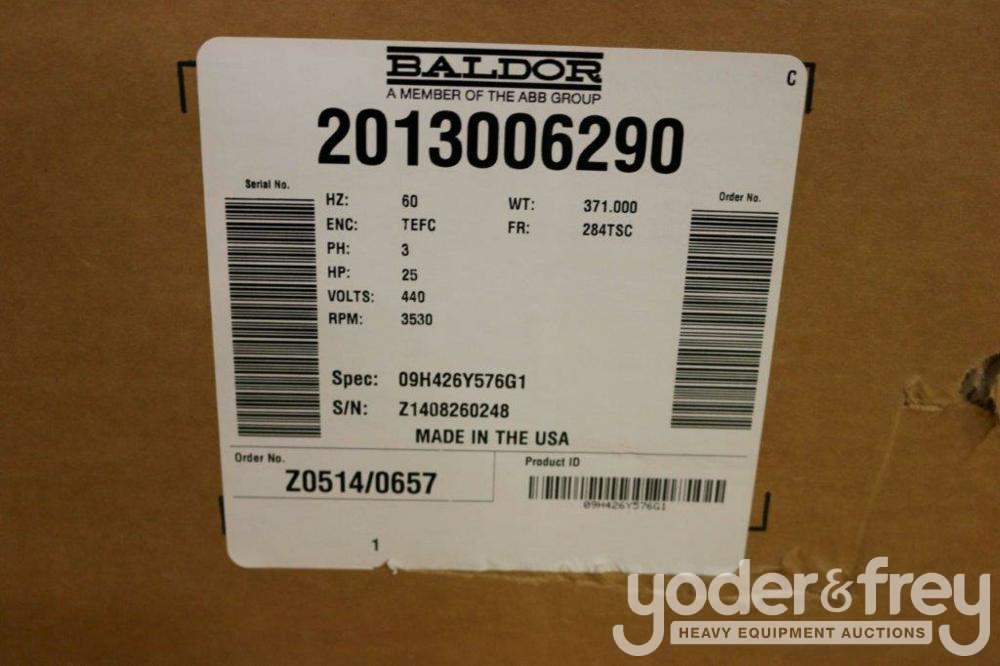 BALDOR
A MEMBER OF THE ABB GROUP
C
2013006290
Serial No.
Order No.
HZ: 60 WT: 371.000
ENC: TEFC FR: 284TSC
PH: 3
HP: 25
VOLTS: 440
RPM: 3530
Spec: 09H426Y576G1
S/N: Z1408260248
MADE IN THE USA
Order No.
Z0514/0657
Product ID
09H426Y576G1
1
yoder&frey
HEAVY EQUIPMENT AUCTIONS